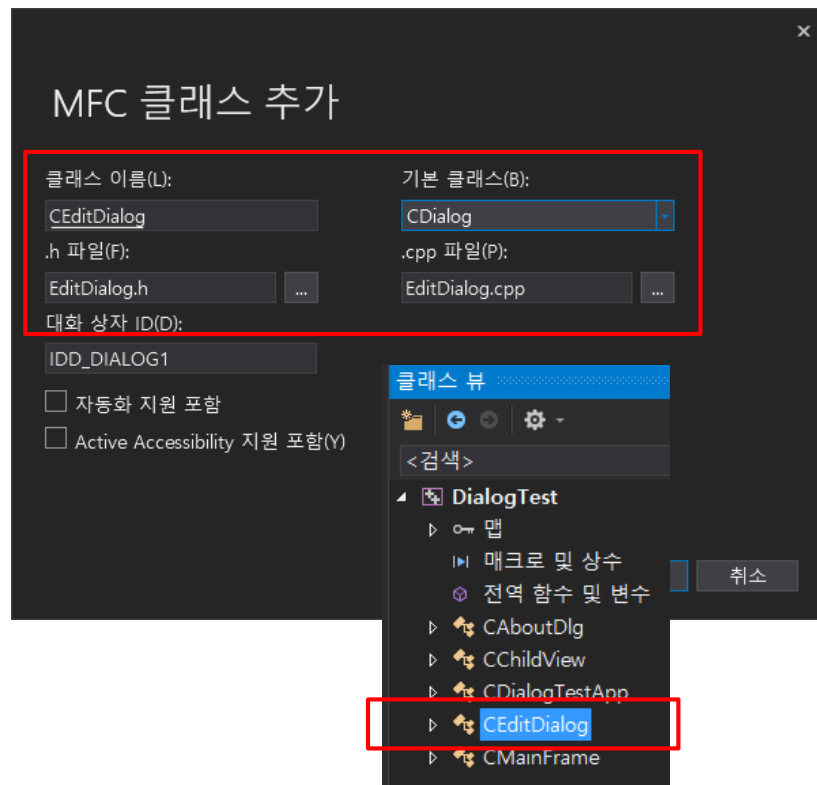 MFC 클래스 추가
클래스 이름(L):
기본 클래스(B):
CEditDialog
CDialog
.h 파일(F):
.cpp 파일(P):
EditDialog.h
...
EditDialog.cpp
...
대화 상자 ID(D):
IDD_DIALOG1
자동화 지원 포함
Active Accessibility 지원 포함(Y)
취소
클래스 뷰
<검색>
DialogTest
맵
매크로 및 상수
전역 함수 및 변수
CAboutDlg
CChildView
CDialogTestApp
CEditDialog
CMainFrame